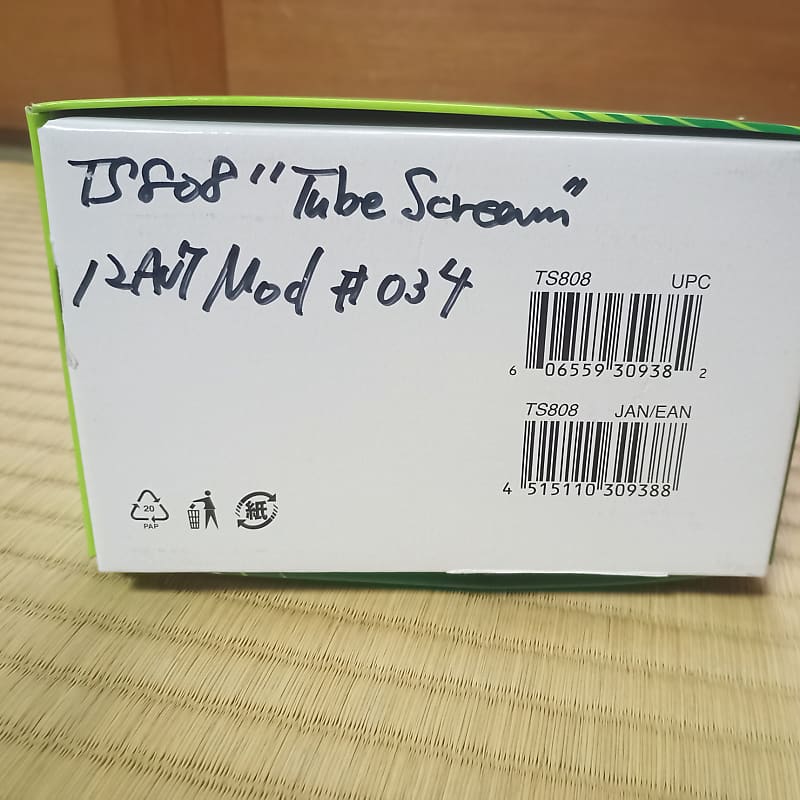 TS808 "Tube Scream"
12AU7 Mod #034
TS808 UPC
6 06559 30938 2
TS808 JAN/EAN
4 515110 309388
20
PAP
紙